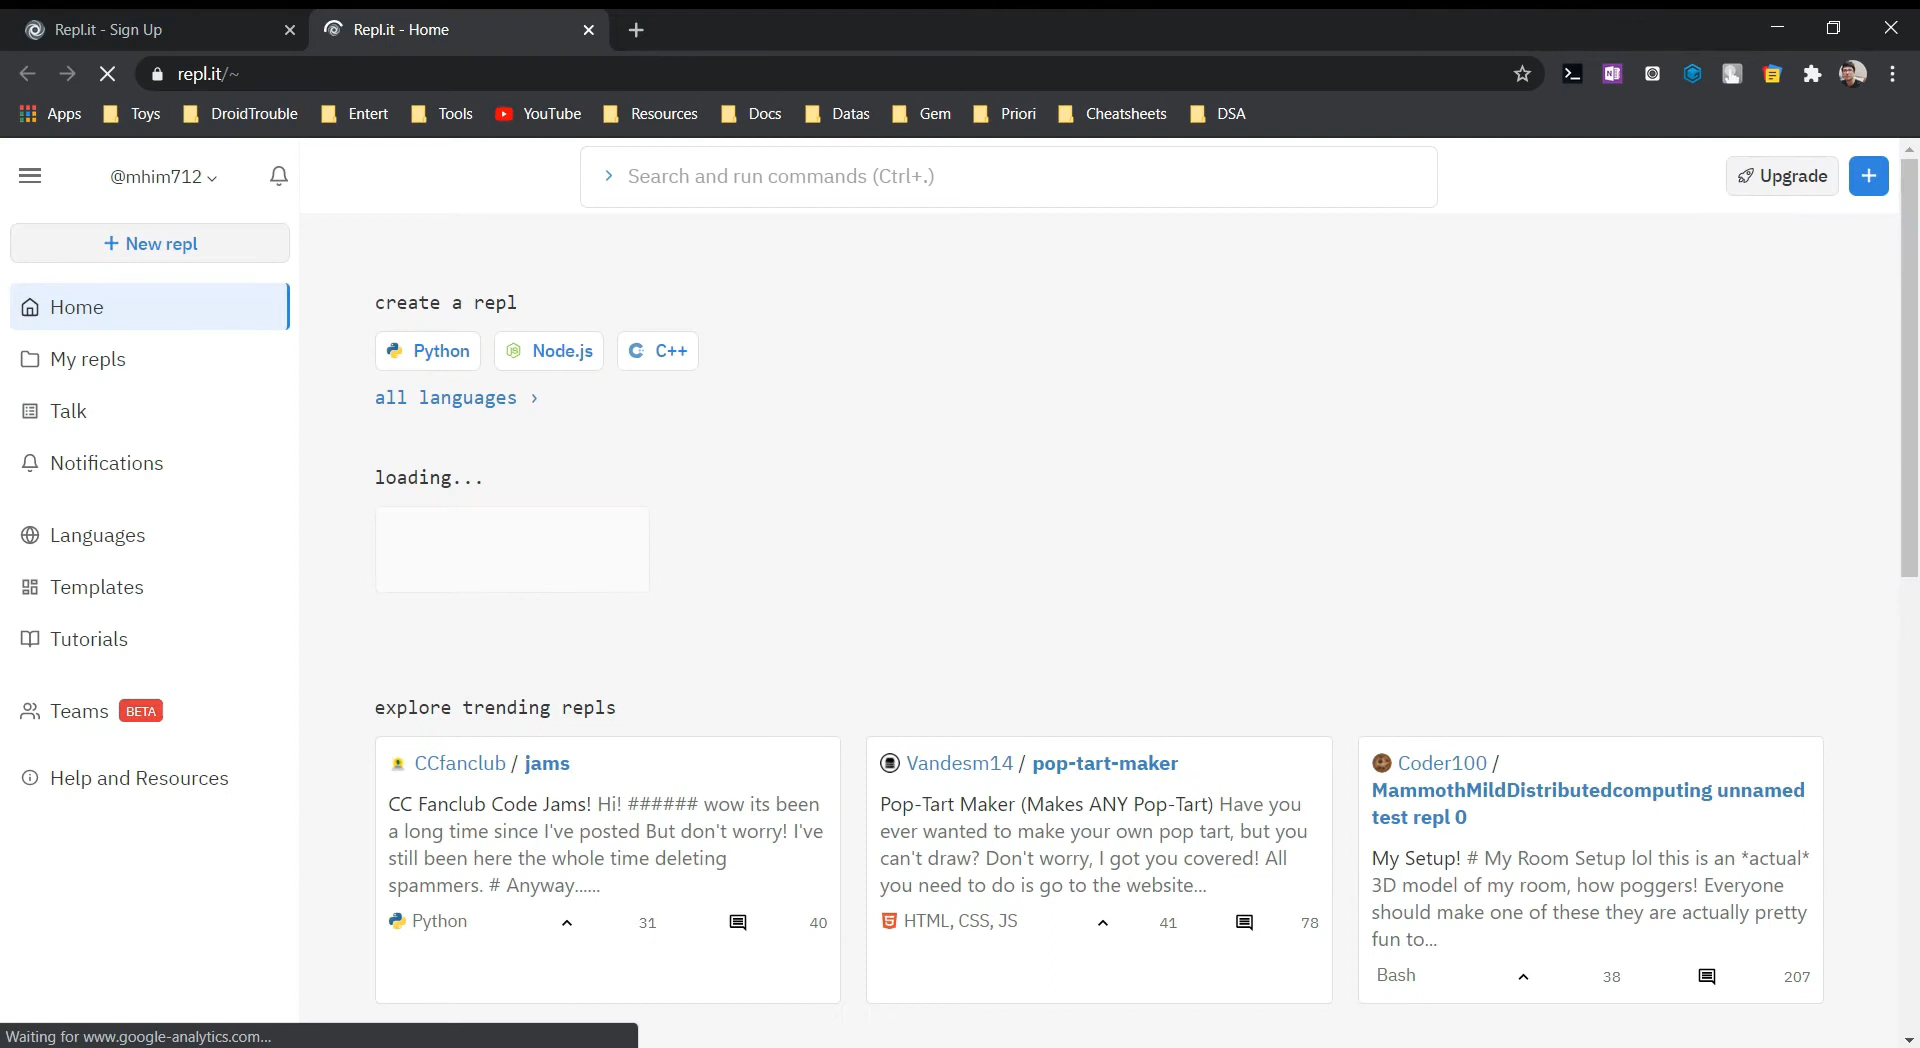 Repl.it - Sign Up
Repl.it - Home
repl.it/~
Apps
Toys
DroidTrouble
Entert
Tools
YouTube
Resources
Docs
Datas
Gem
Priori
Cheatsheets
DSA
@mhim712
Search and run commands (Ctrl+.)
Upgrade
+ New repl
Home
My repls
Talk
Notifications
Languages
Templates
Tutorials
Teams BETA
Help and Resources
create a repl
Python
Node.js
C++
all languages ›
loading...
explore trending repls
CCfanclub / jams
CC Fanclub Code Jams! Hi! ###### wow its been
a long time since I've posted But don't worry! I've
still been here the whole time deleting
spammers. # Anyway......
Python 31 40
Vandesm14 / pop-tart-maker
Pop-Tart Maker (Makes ANY Pop-Tart) Have you
ever wanted to make your own pop tart, but you
can't draw? Don't worry, I got you covered! All
you need to do is go to the website...
HTML, CSS, JS 41 78
Coder100 /
MammothMildDistributedcomputing unnamed
test repl 0
My Setup! # My Room Setup lol this is an *actual*
3D model of my room, how poggers! Everyone
should make one of these they are actually pretty
fun to...
Bash 38 207
Waiting for www.google-analytics.com...